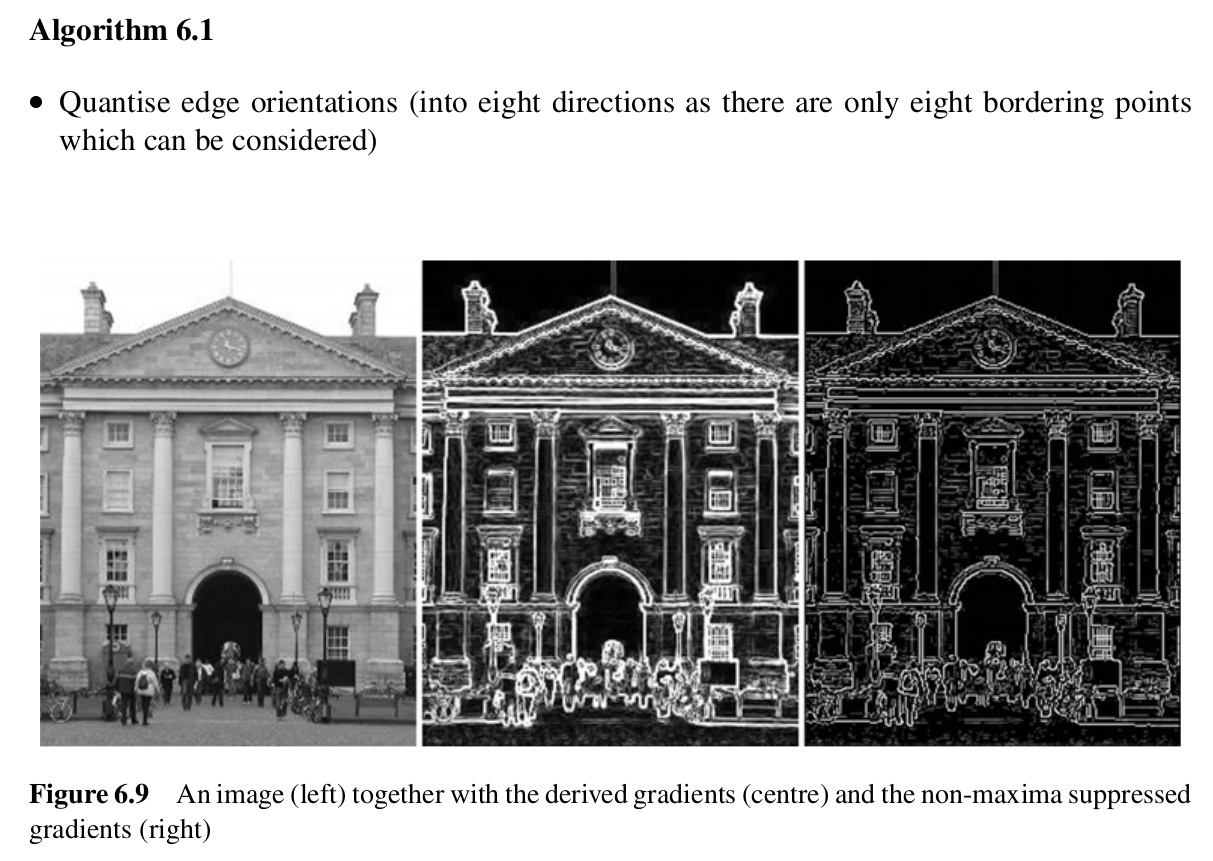 Algorithm 6.1
• Quantise edge orientations (into eight directions as there are only eight bordering points
which can be considered)
Figure 6.9 An image (left) together with the derived gradients (centre) and the non-maxima suppressed
gradients (right)